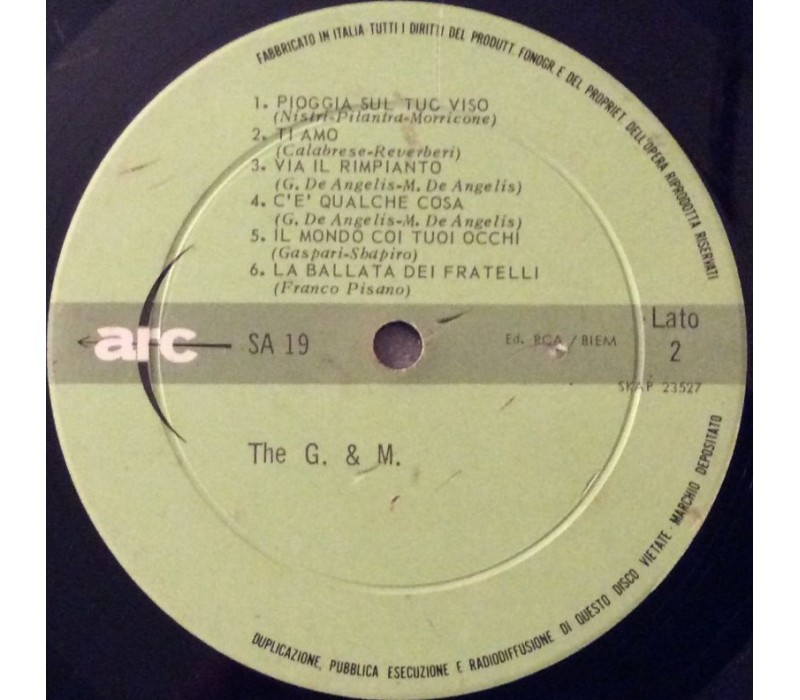 FABBRICATO IN ITALIA-TUTTI I DIRITTI DEL PRODUTT. FONOGR. E DEL PROPRIET. DELL'OPERA RIPRODOTTA RISERVATI
1. PIOGGIA SUL TUO VISO
(Nistri-Pilantra-Morricone)
2. TI AMO
(Calabrese-Reverberi)
3. VIA IL RIMPIANTO
(G. De Angelis-M. De Angelis)
4. C'E' QUALCHE COSA
(G. De Angelis-M. De Angelis)
5. IL MONDO COI TUOI OCCHI
(Gaspari-Shapiro)
6. LA BALLATA DEI FRATELLI
(Franco Pisano)
arc SA 19 Ed. RCA / BIEM Lato
2
SKAP 23527
The G. & M.
DUPLICAZIONE, PUBBLICA ESECUZIONE E RADIODIFFUSIONE DI QUESTO DISCO VIETATE - MARCHIO DEPOSITATO